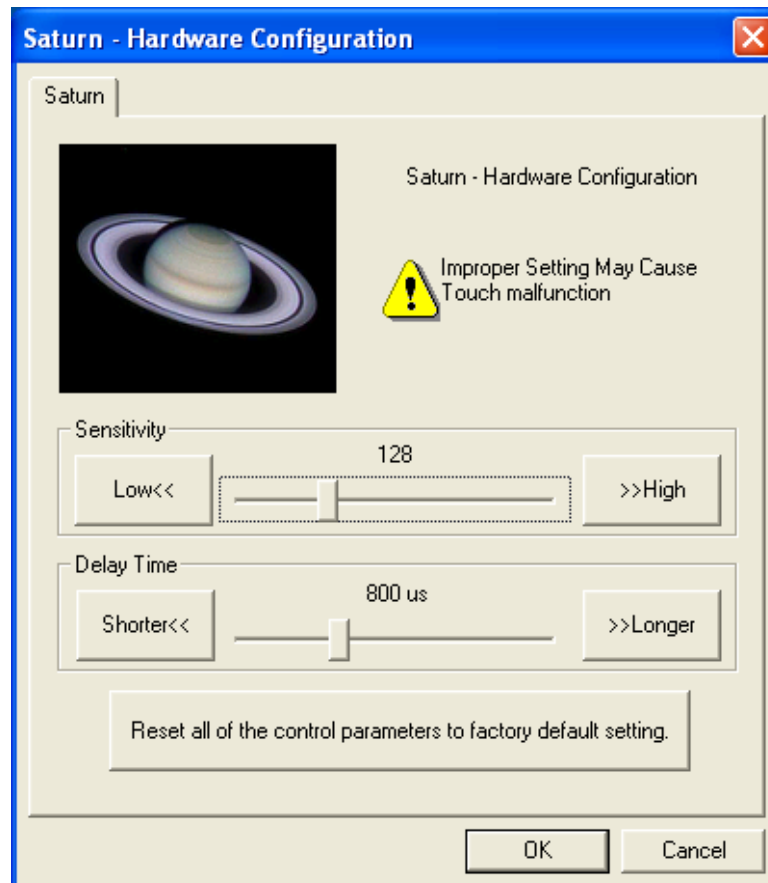 Saturn - Hardware Configuration
Saturn
Saturn - Hardware Configuration
Improper Setting May Cause
Touch malfunction
Sensitivity
128
Low<<
>>High
Delay Time
800 us
Shorter<<
>>Longer
Reset all of the control parameters to factory default setting.
OK
Cancel